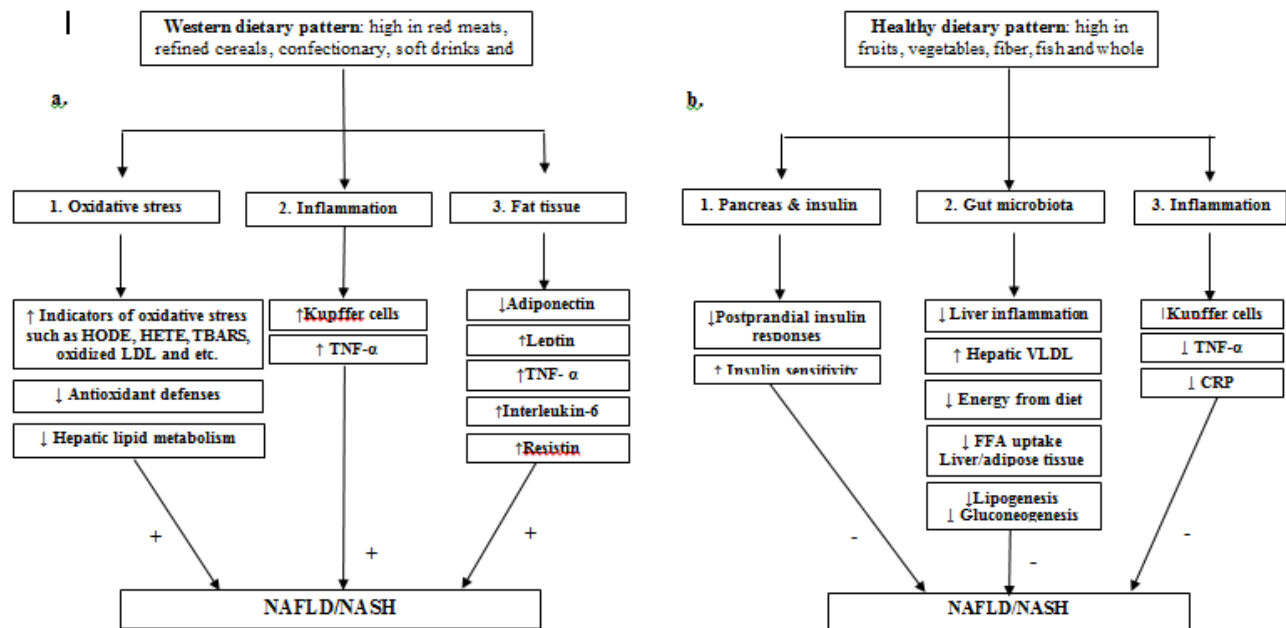 Western dietary pattern: high in red meats,
refined cereals, confectionary, soft drinks and
a.
1. Oxidative stress
2. Inflammation
3. Fat tissue
↑ Indicators of oxidative stress
such as HODE, HETE, TBARS,
oxidized LDL and etc.
↓ Antioxidant defenses
↓ Hepatic lipid metabolism
↑Kupffer cells
↑ TNF-α
↓Adiponectin
↑Leptin
↑TNF- α
↑Interleukin-6
↑Resistin
+
+
+
NAFLD/NASH
Healthy dietary pattern: high in
fruits, vegetables, fiber, fish and whole
b.
1. Pancreas & insulin
2. Gut microbiota
3. Inflammation
↓Postprandial insulin
responses
↑ Insulin sensitivity
↓ Liver inflammation
↑ Hepatic VLDL
↓ Energy from diet
↓ FFA uptake
Liver/adipose tissue
↓Lipogenesis
↓ Gluconeogenesis
Kupffer cells
↓ TNF-α
↓ CRP
-
-
-
NAFLD/NASH